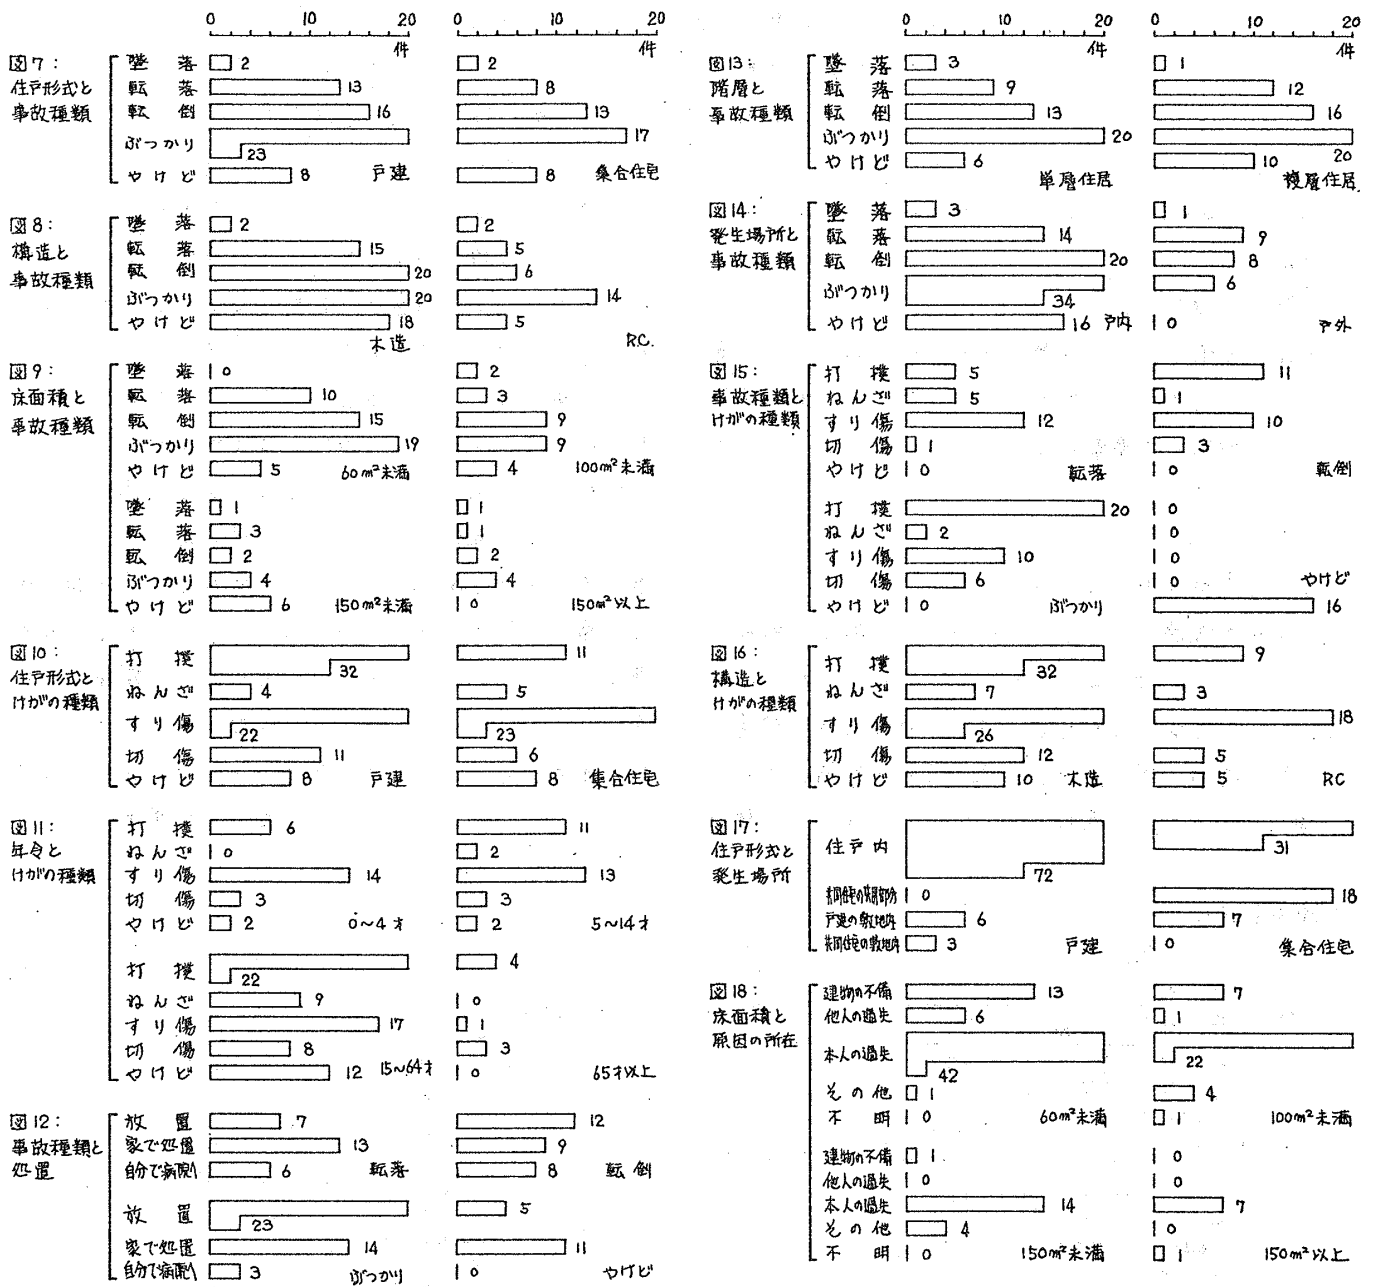 0 10 20 0 10 20
件 件
図7:
住戸形式と
事故種類
墜落 2 2
転落 13 8
転倒 16 13
ぶつかり 23 17
やけど 8 戸建 8 集合住宅
図8:
構造と
事故種類
墜落 2 2
転落 15 5
転倒 20 6
ぶつかり 20 14
やけど 18 5
木造 RC.
図9:
床面積と
事故種類
墜落 0 2
転落 10 3
転倒 15 9
ぶつかり 19 9
やけど 5 60m²未満 4 100m²未満
墜落 1 1
転落 3 1
転倒 2 2
ぶつかり 4 4
やけど 6 150m²未満 0 150m²以上
図10:
住戸形式と
けがの種類
打撲 32 11
ねんざ 4 5
すり傷 22 23
切傷 11 6
やけど 8 戸建 8 集合住宅
図11:
年令と
けがの種類
打撲 6 11
ねんざ 0 2
すり傷 14 13
切傷 3 3
やけど 2 0~4才 2 5~14才
打撲 22 4
ねんざ 9 0
すり傷 17 1
切傷 8 3
やけど 12 15~64才 0 65才以上
図12:
事故種類と
処置
放置 7 12
家で処置 13 9
自分で病院へ 6 転落 8 転倒
放置 23 5
家で処置 14 11
自分で病院へ 3 ぶつかり 0 やけど
0 10 20 0 10 20
件 件
図13:
階層と
事故種類
墜落 3 1
転落 9 12
転倒 13 16
ぶつかり 20 20
やけど 6 単層住居 10 複層住居
図14:
発生場所と
事故種類
墜落 3 1
転落 14 9
転倒 20 8
ぶつかり 34 6
やけど 16 戸内 0 戸外
図15:
事故種類と
けがの種類
打撲 5 11
ねんざ 5 1
すり傷 12 10
切傷 1 3
やけど 0 転落 0 転倒
打撲 20 0
ねんざ 2 0
すり傷 10 0
切傷 6 0 やけど
やけど 0 ぶつかり 16
図16:
構造と
けがの種類
打撲 32 9
ねんざ 7 3
すり傷 26 18
切傷 12 5
やけど 10 木造 5 RC
図17:
住戸形式と
発生場所
住戸内 72 31
0 18
戸建の敷地内 6 7
3 戸建 0 集合住宅
図18:
床面積と
原因の所在
建物の不備 13 7
他人の過失 6 1
本人の過失 42 22
その他 1 4
不明 0 60m²未満 1 100m²未満
建物の不備 1 0
他人の過失 0 0
本人の過失 14 7
その他 4 0
不明 0 150m²未満 1 150m²以上